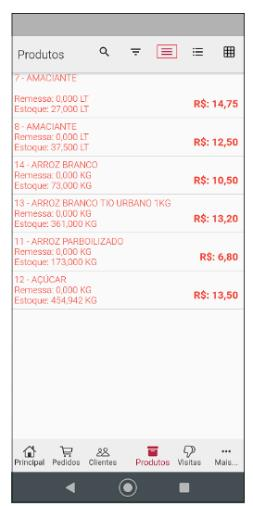 Produtos
7 - AMACIANTE
Remessa: 0,000 LT
Estoque: 27,000 LT
R$: 14,75
8 - AMACIANTE
Remessa: 0,000 LT
Estoque: 37,500 LT
R$: 12,50
14 - ARROZ BRANCO
Remessa: 0,000 KG
Estoque: 73,000 KG
R$: 10,50
13 - ARROZ BRANCO TIO URBANO 1KG
Remessa: 0,000 KG
Estoque: 361,000 KG
R$: 13,20
11 - ARROZ PARBOILIZADO
Remessa: 0,000 KG
Estoque: 173,000 KG
R$: 6,80
12 - AÇÚCAR
Remessa: 0,000 KG
Estoque: 454,942 KG
R$: 13,50
Principal Pedidos Clientes Produtos Visitas Mais...